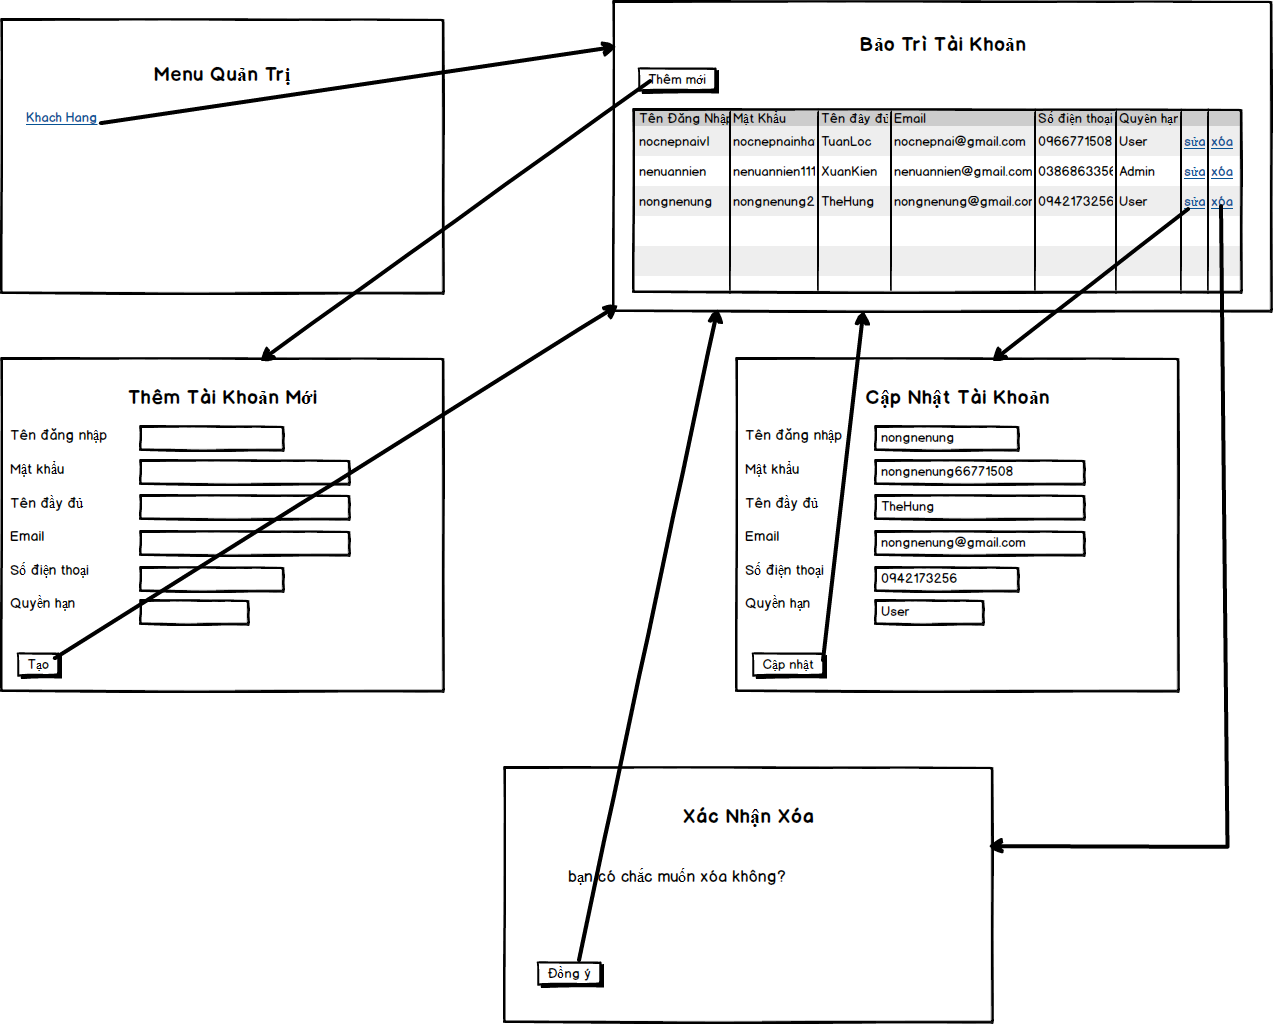 Menu Quản Trị
Khach Hang
Bảo Trì Tài Khoản
Thêm mới
Tên Đăng Nhập Mật Khẩu Tên đầy đủ Email Số điện thoại Quyền hạn
nocnepnaivl nocnepnainha TuanLoc nocnepnai@gmail.com 0966771508 User sửa xóa
nenuannien nenuannien111 XuanKien nenuannien@gmail.com 0386863356 Admin sửa xóa
nongnenung nongnenung2 TheHung nongnenung@gmail.com 0942173256 User sửa xóa
Thêm Tài Khoản Mới
Tên đăng nhập
Mật khẩu
Tên đầy đủ
Email
Số điện thoại
Quyền hạn
Tạo
Cập Nhật Tài Khoản
Tên đăng nhập nongnenung
Mật khẩu nongnenung66771508
Tên đầy đủ TheHung
Email nongnenung@gmail.com
Số điện thoại 0942173256
Quyền hạn User
Cập nhật
Xác Nhận Xóa
bạn có chắc muốn xóa không?
Đồng ý